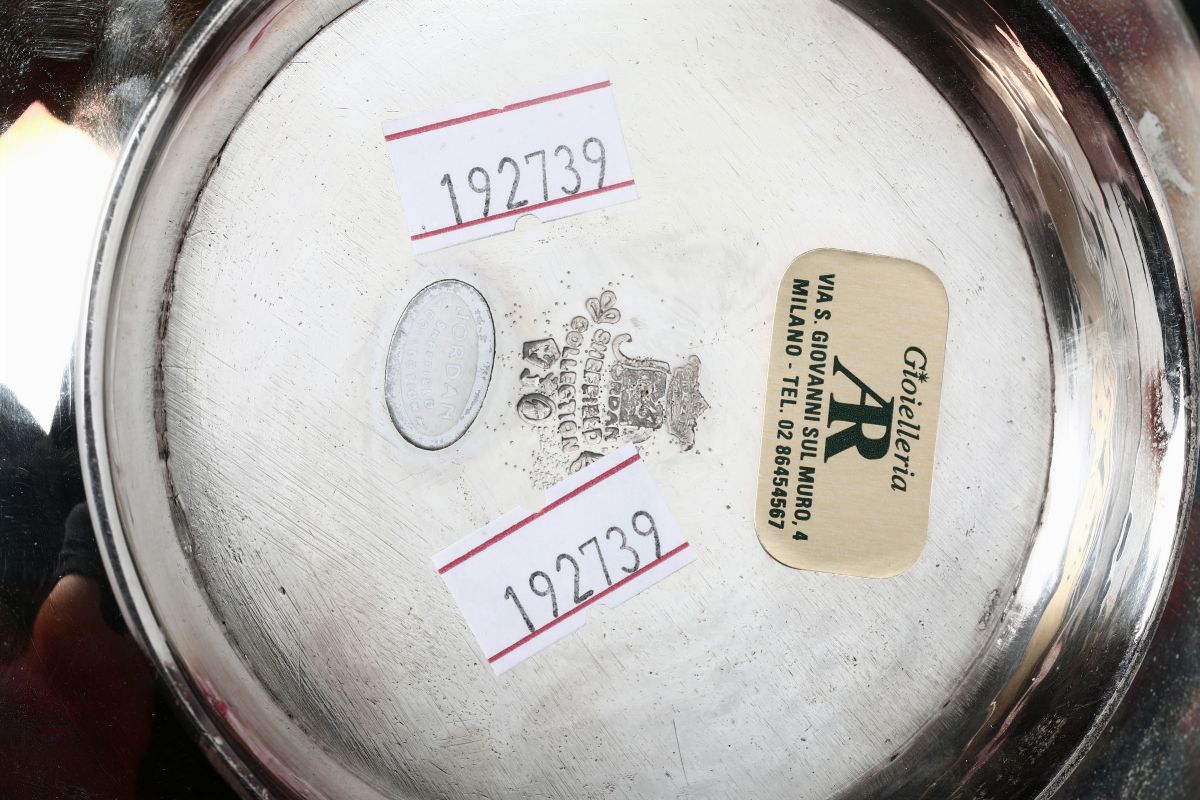 192739
192739
Gioielleria
AR
VIA S. GIOVANNI SUL MURO, 4
MILANO - TEL. 02 86454567
SHEFFIELD
COLLECTION
JORDAN